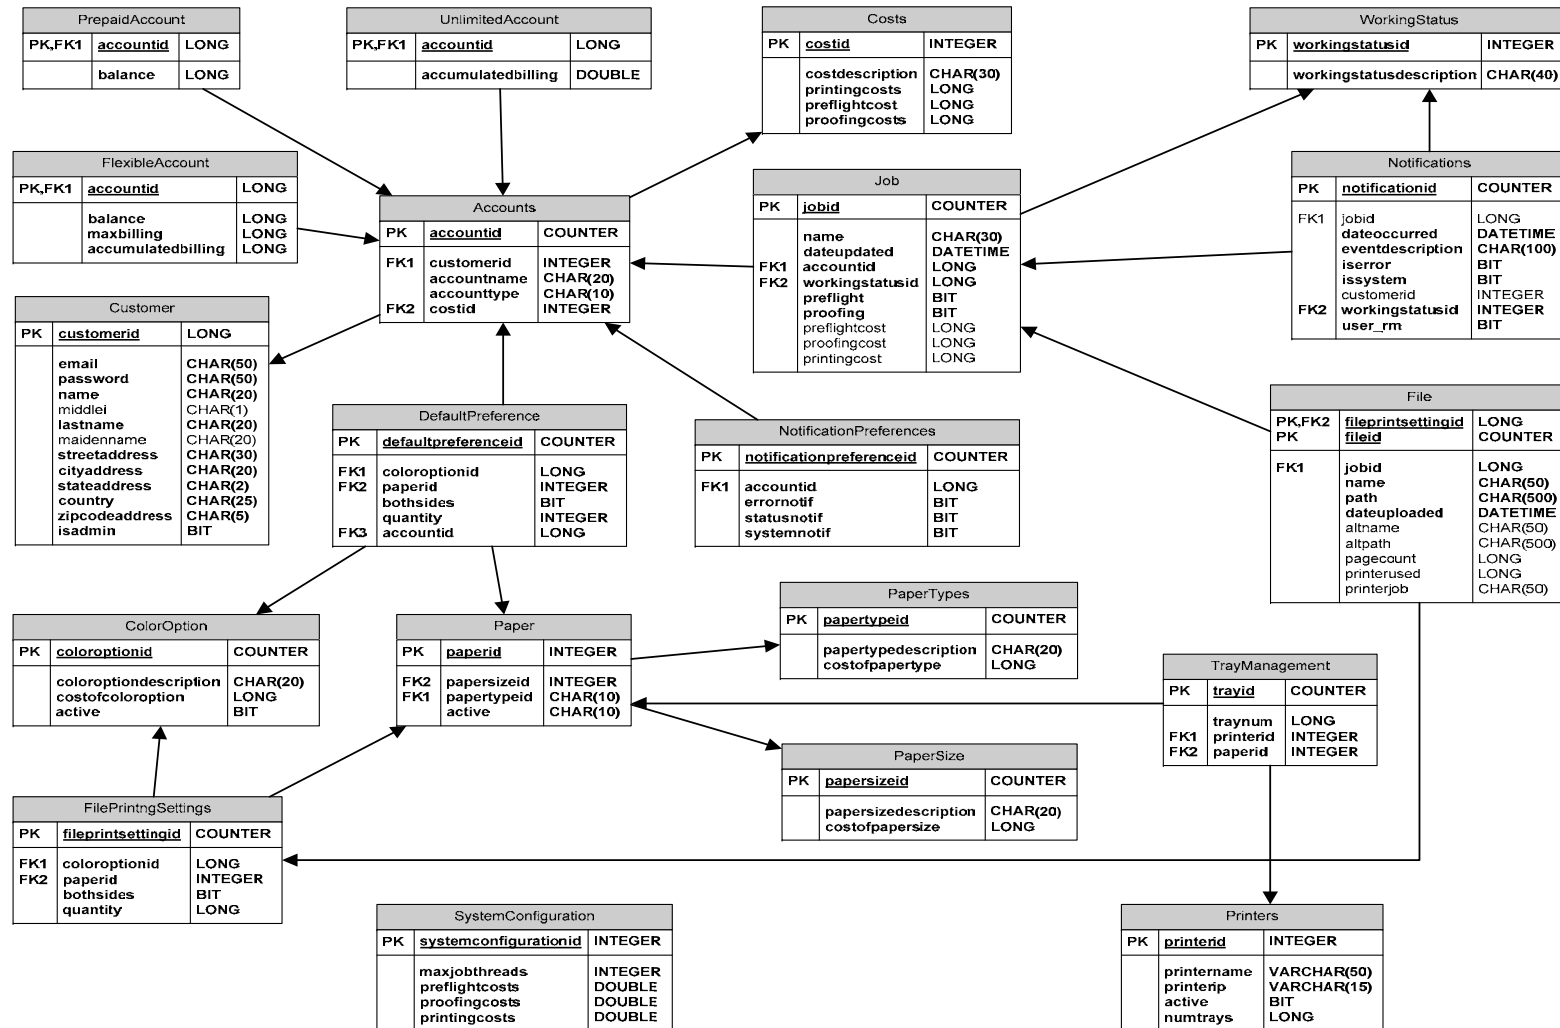 PrepaidAccount
PK,FK1 accountid LONG
balance LONG
UnlimitedAccount
PK,FK1 accountid LONG
accumulatedbilling DOUBLE
Costs
PK costid INTEGER
costdescription CHAR(30)
printingcosts LONG
preflightcost LONG
proofingcosts LONG
WorkingStatus
PK workingstatusid INTEGER
workingstatusdescription CHAR(40)
FlexibleAccount
PK,FK1 accountid LONG
balance LONG
maxbilling LONG
accumulatedbilling LONG
Accounts
PK accountid COUNTER
FK1 customerid INTEGER
accountname CHAR(20)
accounttype CHAR(10)
FK2 costid INTEGER
Job
PK jobid COUNTER
name CHAR(30)
dateupdated DATETIME
FK1 accountid LONG
FK2 workingstatusid LONG
preflight BIT
proofing BIT
preflightcost LONG
proofingcost LONG
printingcost LONG
Notifications
PK notificationid COUNTER
FK1 jobid LONG
dateoccurred DATETIME
eventdescription CHAR(100)
iserror BIT
issystem BIT
customerid INTEGER
FK2 workingstatusid INTEGER
user_rm BIT
Customer
PK customerid LONG
email CHAR(50)
password CHAR(50)
name CHAR(20)
middlei CHAR(1)
lastname CHAR(20)
maidenname CHAR(20)
streetaddress CHAR(30)
cityaddress CHAR(20)
stateaddress CHAR(2)
country CHAR(25)
zipcodeaddress CHAR(5)
isadmin BIT
DefaultPreference
PK defaultpreferenceid COUNTER
FK1 coloroptionid LONG
FK2 paperid INTEGER
bothsides BIT
quantity INTEGER
FK3 accountid LONG
NotificationPreferences
PK notificationpreferenceid COUNTER
FK1 accountid LONG
errornotif BIT
statusnotif BIT
systemnotif BIT
File
PK,FK2 fileprintsettingid LONG
PK fileid COUNTER
FK1 jobid LONG
name CHAR(50)
path CHAR(500)
dateuploaded DATETIME
altname CHAR(50)
altpath CHAR(500)
pagecount LONG
printerused LONG
printerjob CHAR(50)
ColorOption
PK coloroptionid COUNTER
coloroptiondescription CHAR(20)
costofcoloroption LONG
active BIT
Paper
PK paperid INTEGER
FK2 papersizeid INTEGER
FK1 papertypeid CHAR(10)
active CHAR(10)
PaperTypes
PK papertypeid COUNTER
papertypedescription CHAR(20)
costofpapertype LONG
TrayManagement
PK trayid COUNTER
traynum LONG
FK1 printerid INTEGER
FK2 paperid INTEGER
PaperSize
PK papersizeid COUNTER
papersizedescription CHAR(20)
costofpapersize LONG
FilePrintngSettings
PK fileprintsettingid COUNTER
FK1 coloroptionid LONG
FK2 paperid INTEGER
bothsides BIT
quantity LONG
SystemConfiguration
PK systemconfigurationid INTEGER
maxjobthreads INTEGER
preflightcosts DOUBLE
proofingcosts DOUBLE
printingcosts DOUBLE
Printers
PK printerid INTEGER
printername VARCHAR(50)
printerip VARCHAR(15)
active BIT
numtrays LONG